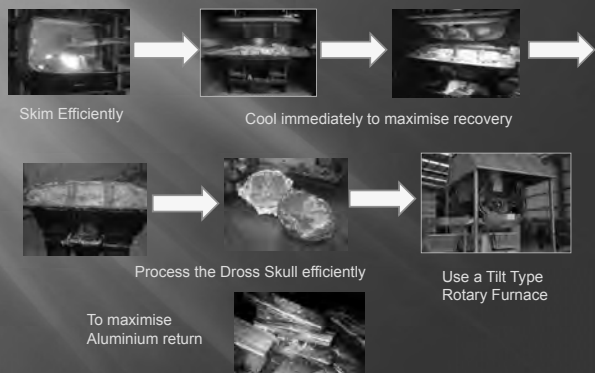 Skim Efficiently
Cool immediately to maximise recovery
Process the Dross Skull efficiently
Use a Tilt Type
Rotary Furnace
To maximise
Aluminium return